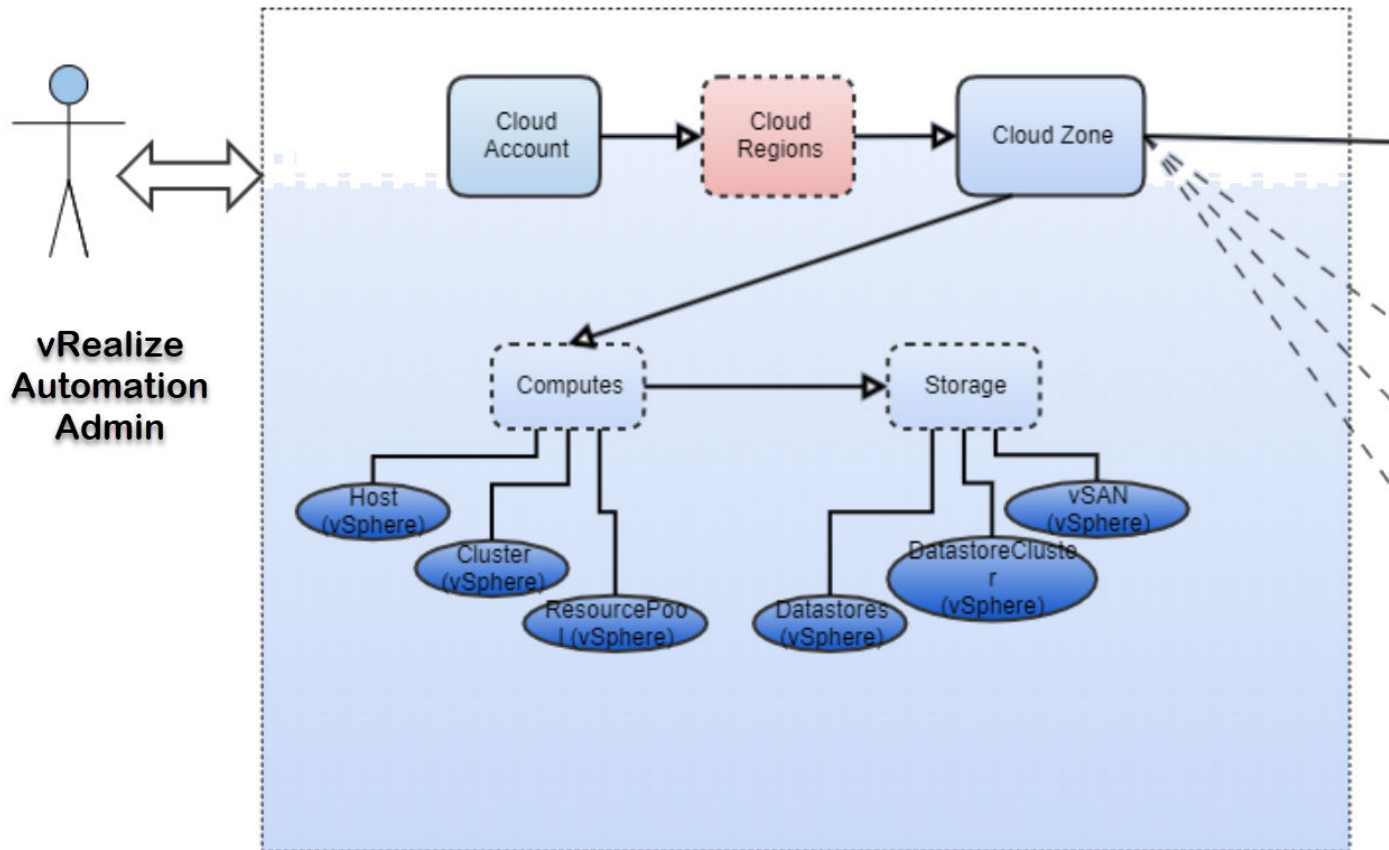 Cloud
Account
Cloud
Regions
Cloud Zone
vRealize
Automation
Admin
Computes
Storage
Host
(vSphere)
Cluster
(vSphere)
ResourcePoo
l (vSphere)
Datastores
(vSphere)
DatastoreCluste
r
(vSphere)
vSAN
(vSphere)